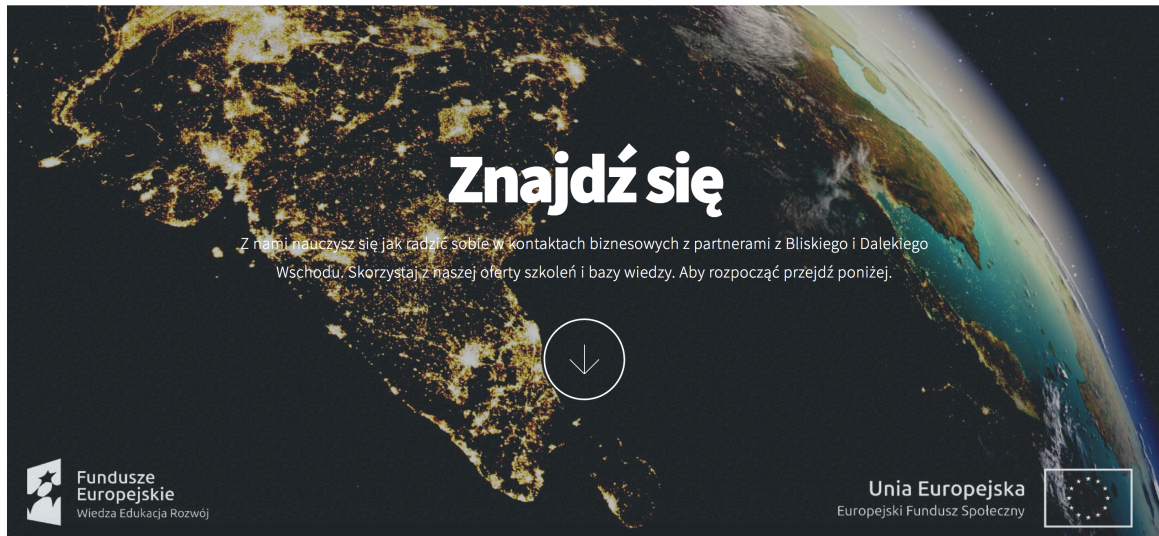 Znajdź się
Z nami nauczysz się jak radzić sobie w kontaktach biznesowych z partnerami z Bliskiego i Dalekiego
Wschodu. Skorzystaj z naszej oferty szkoleń i bazy wiedzy. Aby rozpocząć przejdź poniżej.
Fundusze
Europejskie
Wiedza Edukacja Rozwój
Unia Europejska
Europejski Fundusz Społeczny